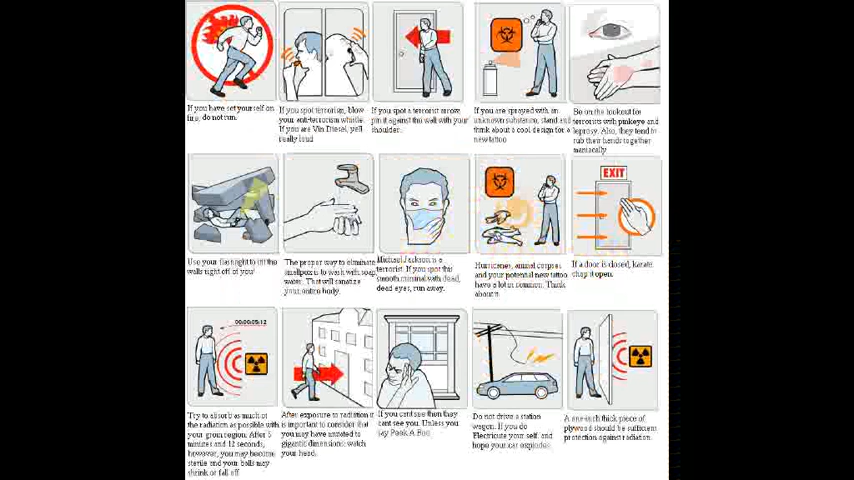 If you have set yourself on
fire, do not run.
If you spot terrorism, blow
your anti-terrorism whistle.
If you are Vin Diesel, yell
really loud
If you spot a terrorist arrow,
pin it against the wall with your
shoulder.
If you are sprayed with an
unknown substance, stand and
think about a cool design for a
new tattoo
Be on the lookout for
terrorists with pinkeye and
leprosy. Also, they tend to
rub their hands together
maniacally
Use your flashlight to lift the
walls right off of you!
The proper way to eliminate
smallpox is to wash with soap,
water. That will sanatize
your entire body.
Michael Jackson is a
terrorist. If you spot this
smooth criminal with dead,
dead eyes, run away.
Hurricanes, animal corpses
and your potential new tattoo
have a lot in common. Think
about it.
EXIT
If a door is closed, karate
chop it open.
00:00:05:12
Try to absorb as much of
the radiation as possible with
your groin region. After 5
minutes and 12 seconds,
however, you may become
sterile and your balls may
shrink or fall off
After exposure to radiation it
is important to consider that
you may have mutated to
gigantic dimensions: watch
your head.
If you cant see then they
cant see you. Unless you
say Peek A Boo
Do not drive a station
wagon. If you do
Electricute your self, and
hope your car explodes
A one-inch thick piece of
plywood should be sufficient
protection against radiation.